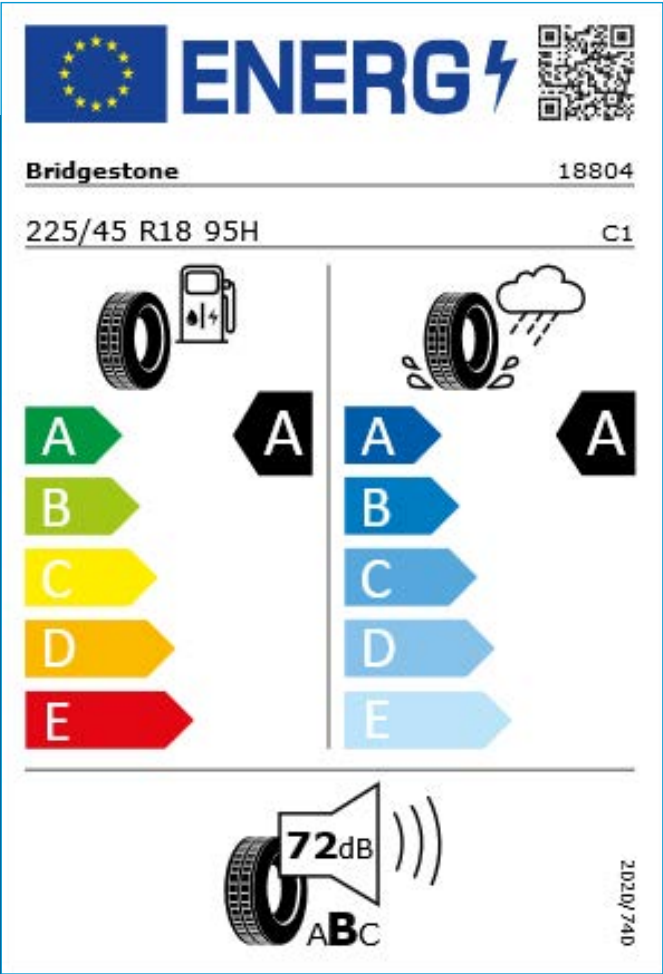 ENERG
Bridgestone 18804
225/45 R18 95H C1
A A
B
C
D
E
A A
B
C
D
E
72dB
ABC
2020/740